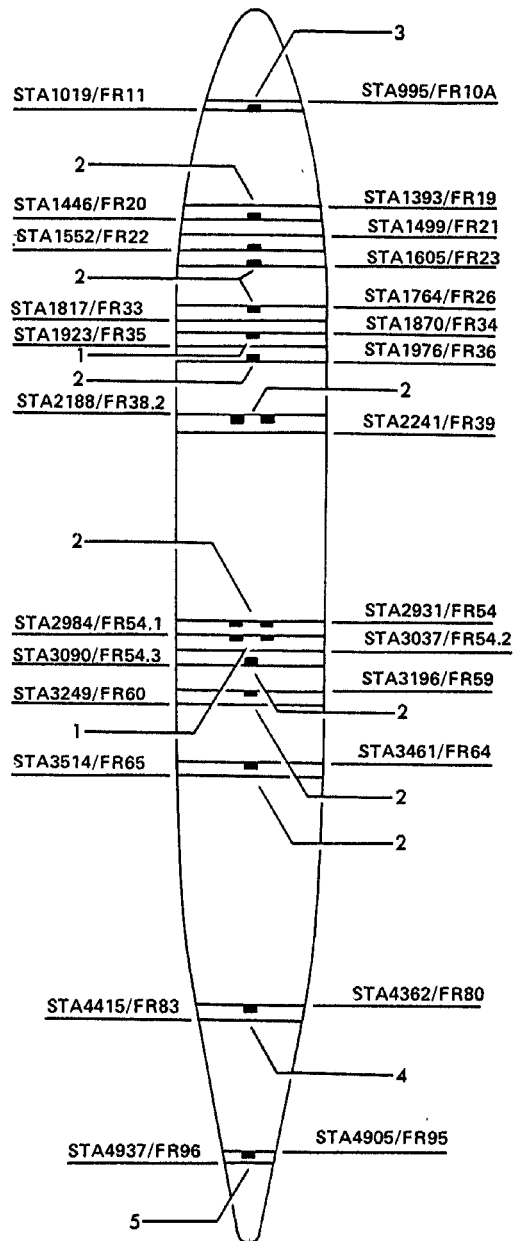 3
STA1019/FR11 STA995/FR10A
2
STA1446/FR20 STA1393/FR19
STA1552/FR22 STA1499/FR21
2 STA1605/FR23
STA1817/FR33 STA1764/FR26
STA1923/FR35 STA1870/FR34
1 STA1976/FR36
2
STA2188/FR38.2 2
STA2241/FR39
2
STA2984/FR54.1 STA2931/FR54
STA3037/FR54.2
STA3090/FR54.3
STA3249/FR60 STA3196/FR59
2
1
STA3514/FR65 STA3461/FR64
2
2
STA4415/FR83 STA4362/FR80
4
STA4937/FR96 STA4905/FR95
5